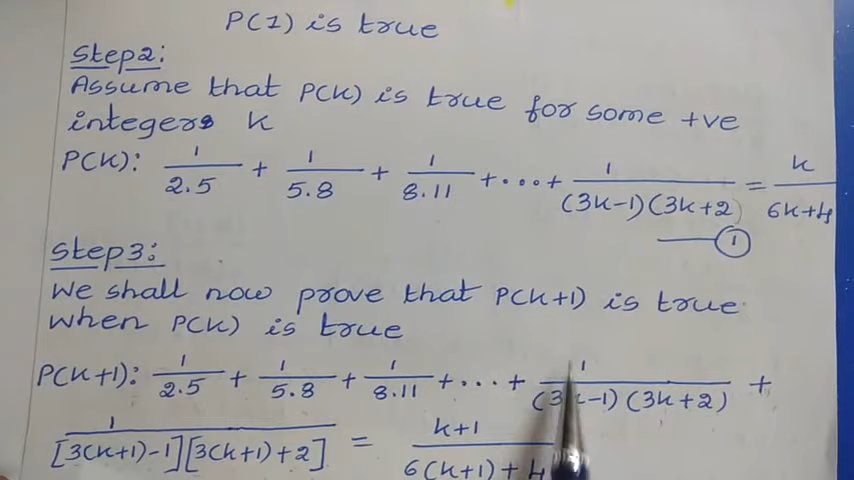 P(1) is true
Step2:
Assume that P(k) is true for some +ve
integers k
P(k): 1/2.5 + 1/5.8 + 1/8.11 +...+ 1/(3k-1)(3k+2) = k/6k+4
—①
Step3:
We shall now prove that P(k+1) is true
when P(k) is true
P(k+1): 1/2.5 + 1/5.8 + 1/8.11 +...+ 1/(3k-1)(3k+2) +
1/[3(k+1)-1][3(k+1)+2] = k+1/6(k+1)+4